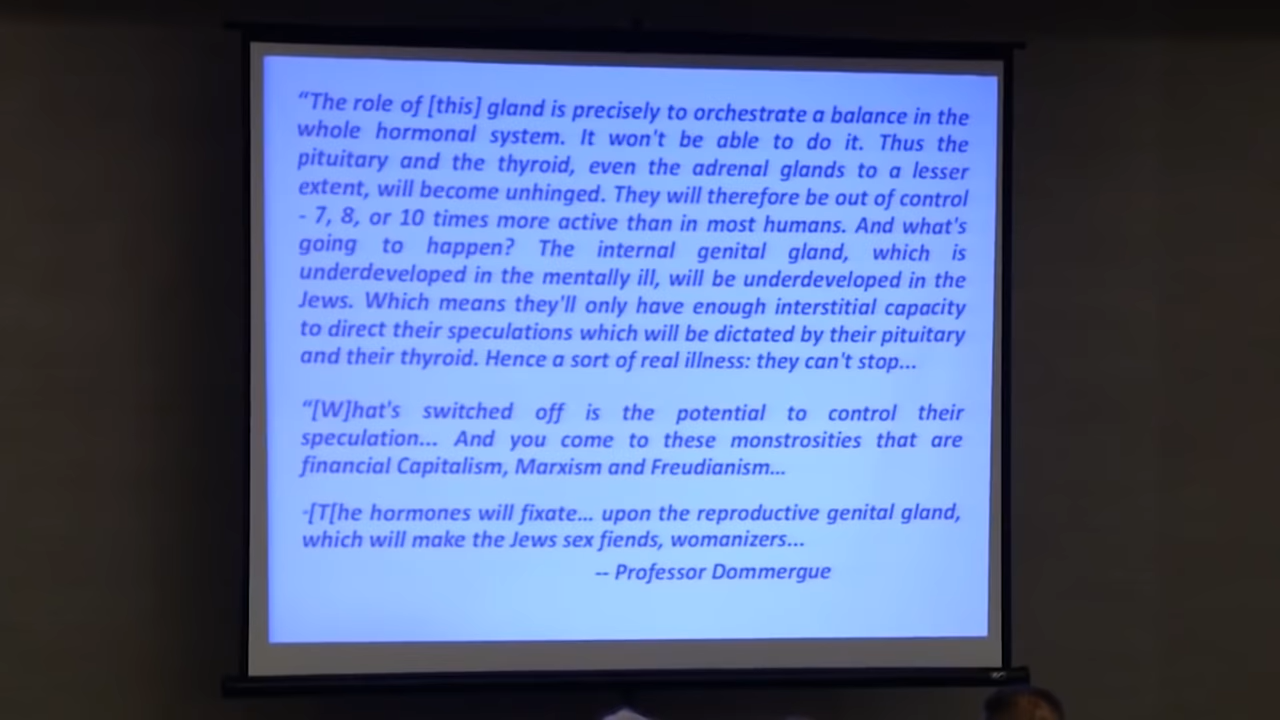 “The role of [this] gland is precisely to orchestrate a balance in the
whole hormonal system. It won't be able to do it. Thus the
pituitary and the thyroid, even the adrenal glands to a lesser
extent, will become unhinged. They will therefore be out of control
- 7, 8, or 10 times more active than in most humans. And what's
going to happen? The internal genital gland, which is
underdeveloped in the mentally ill, will be underdeveloped in the
Jews. Which means they'll only have enough interstitial capacity
to direct their speculations which will be dictated by their pituitary
and their thyroid. Hence a sort of real illness: they can't stop...
“[W]hat's switched off is the potential to control their
speculation... And you come to these monstrosities that are
financial Capitalism, Marxism and Freudianism...
-[T[he hormones will fixate... upon the reproductive genital gland,
which will make the Jews sex fiends, womanizers...
-- Professor Dommergue